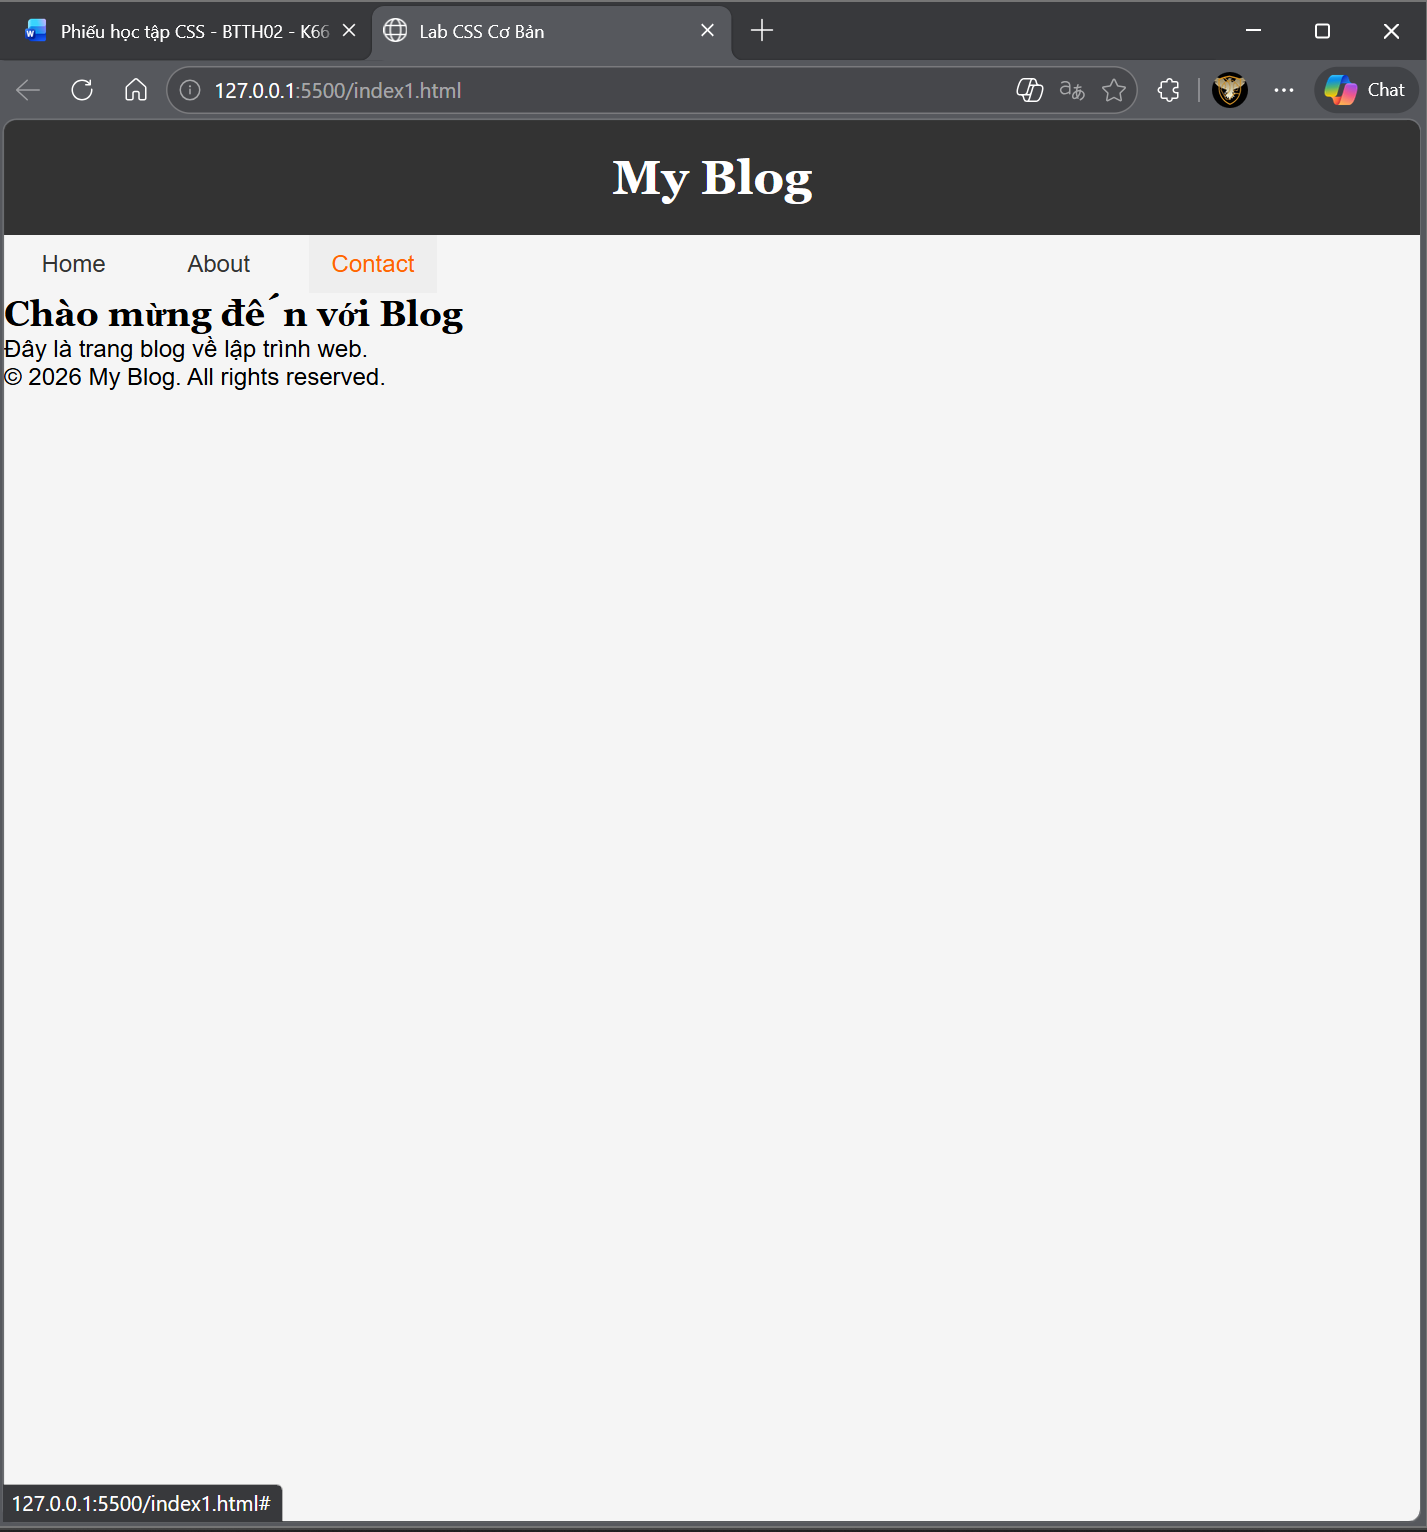 Phiếu học tập CSS - BTTH02 - K66
Lab CSS Cơ Bản
127.0.0.1:5500/index1.html
Chat
My Blog
Home About Contact
Chào mừng đến với Blog
Đây là trang blog về lập trình web.
© 2026 My Blog. All rights reserved.
127.0.0.1:5500/index1.html#